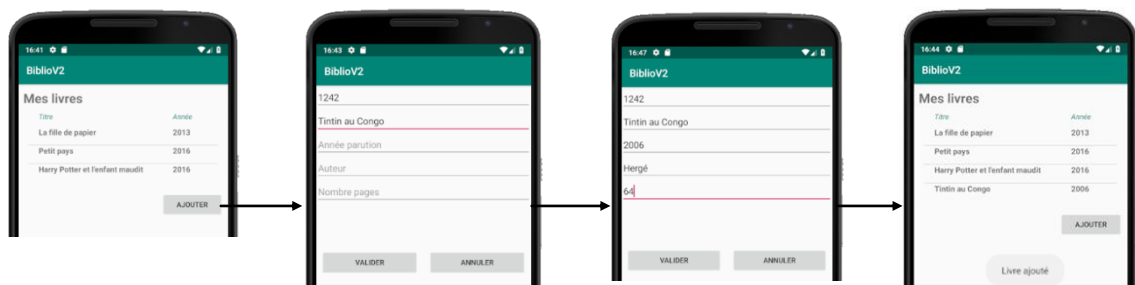 16:41
BiblioV2
Mes livres
Titre Année
La fille de papier 2013
Petit pays 2016
Harry Potter et l'enfant maudit 2016
AJOUTER
16:43
BiblioV2
1242
Tintin au Congo
Année parution
Auteur
Nombre pages
VALIDER ANNULER
16:47
BiblioV2
1242
Tintin au Congo
2006
Hergé
64
VALIDER ANNULER
16:44
BiblioV2
Mes livres
Titre Année
La fille de papier 2013
Petit pays 2016
Harry Potter et l'enfant maudit 2016
Tintin au Congo 2006
AJOUTER
Livre ajouté